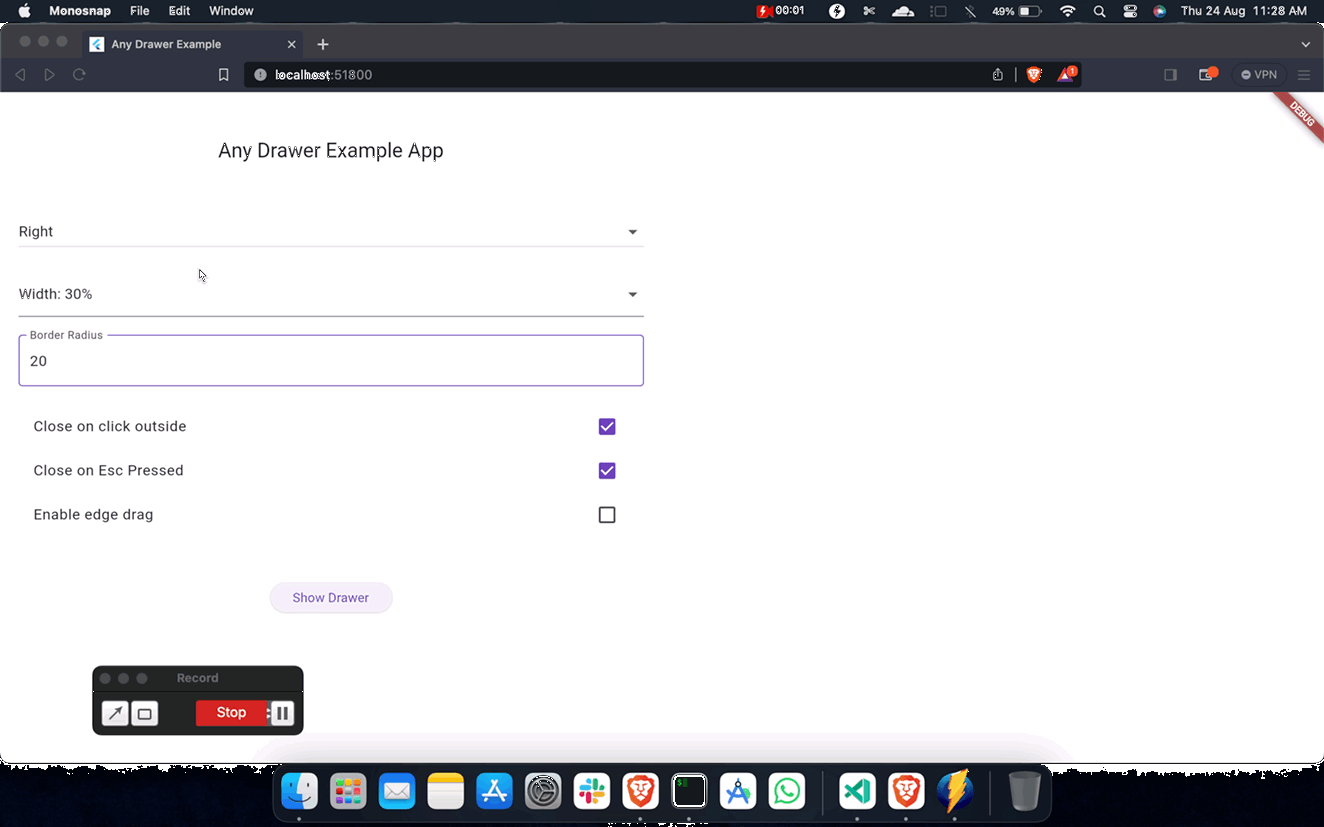 Monosnap File Edit Window 00:01 49% Thu 24 Aug 11:28 AM
Any Drawer Example
localhost:51800 1 VPN
DEBUG
Any Drawer Example App
Right
Width: 30%
Border Radius
20
Close on click outside
Close on Esc Pressed
Enable edge drag
Show Drawer
Record
Stop